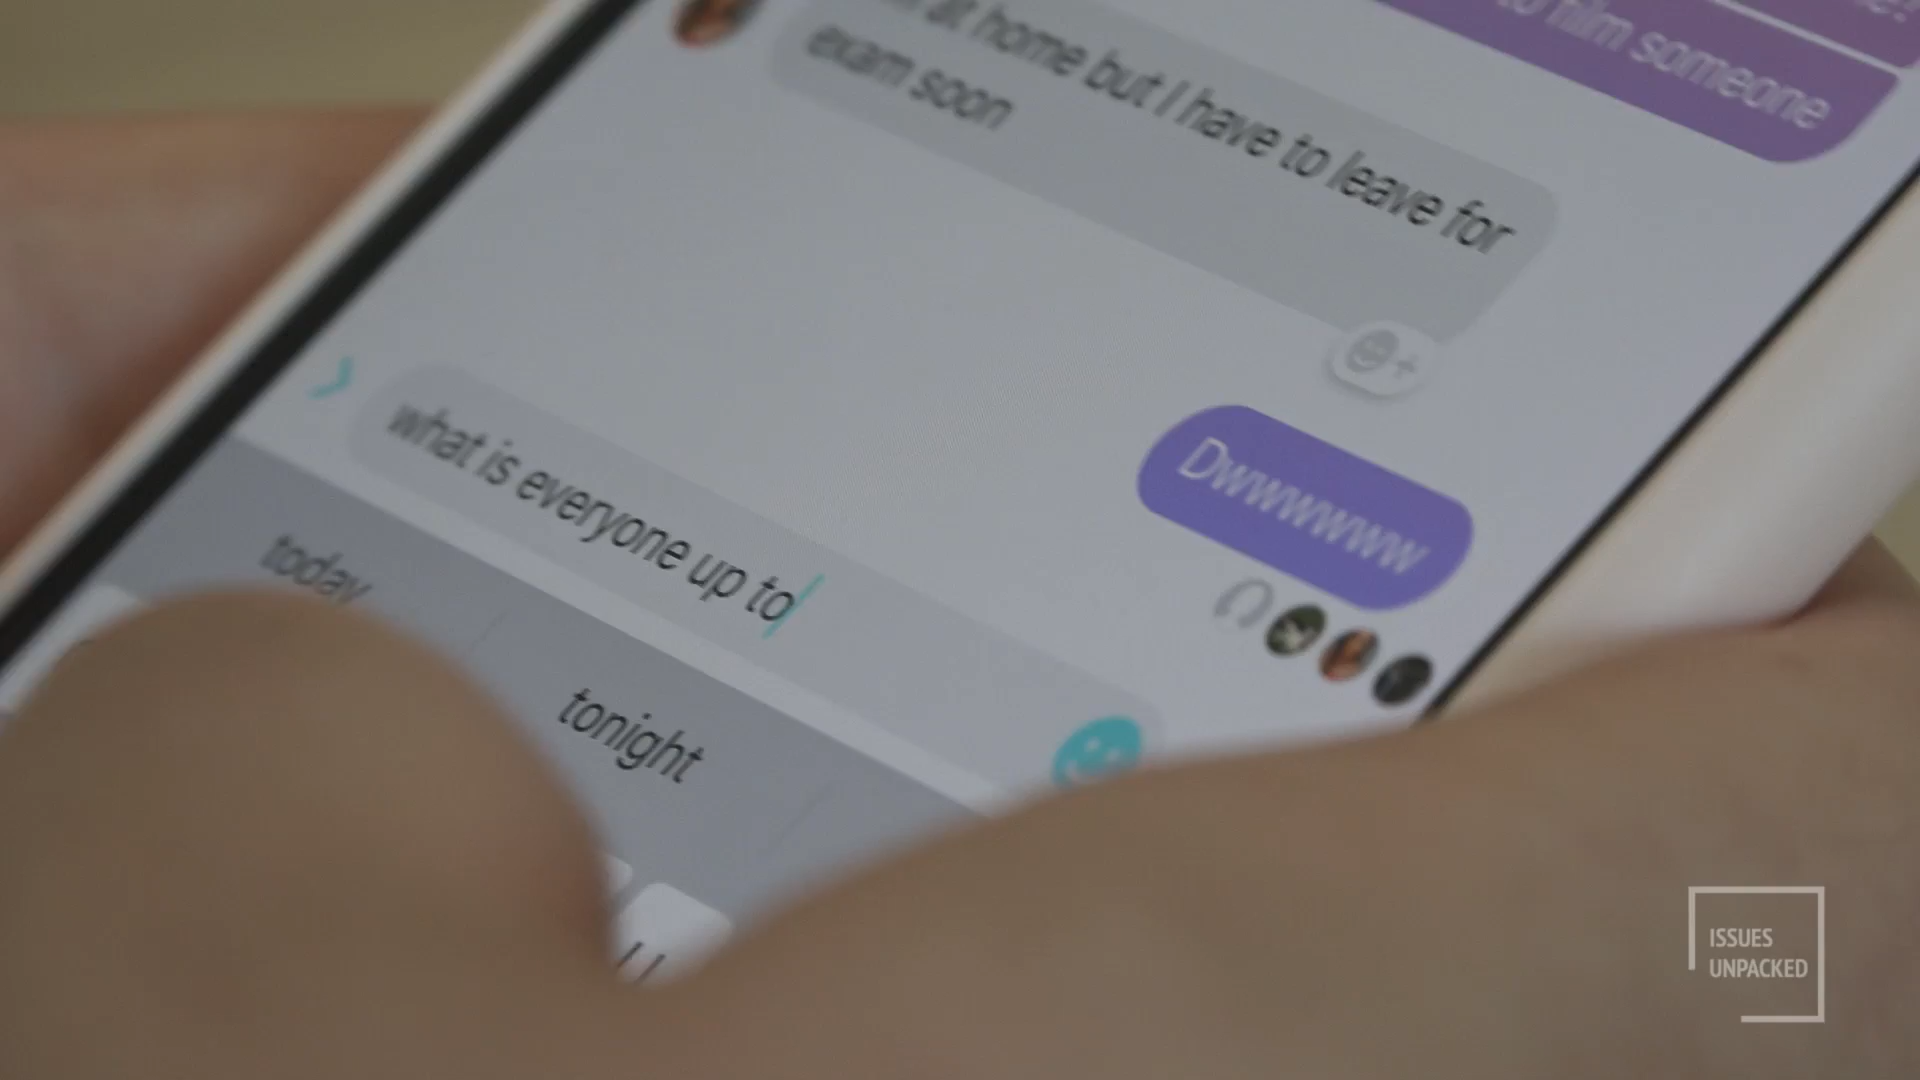 to film someone
at home but I have to leave for
exam soon
Dwwwwww
what is everyone up to
today
tonight
U
ISSUES
UNPACKED